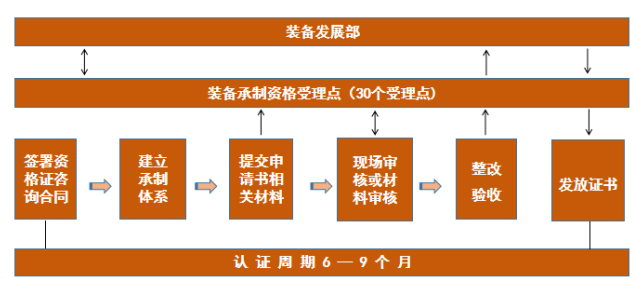 装备发展部
装备承制资格受理点（30个受理点)
签署资
格证咨
询合同
建立
承制
体系
提交申
请书相
关材料
现场审
核或材
料审核
整改
验收
发放证书
认 证 周 期 6 — 9 个 月